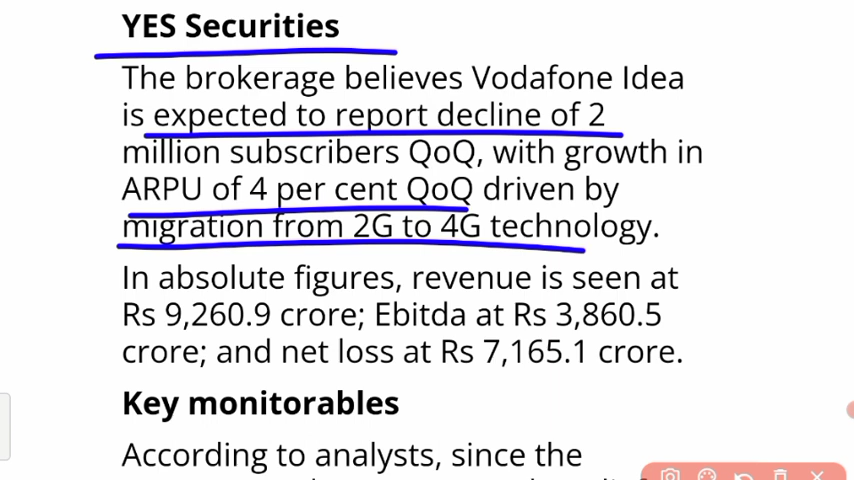 YES Securities
The brokerage believes Vodafone Idea
is expected to report decline of 2
million subscribers QoQ, with growth in
ARPU of 4 per cent QoQ driven by
migration from 2G to 4G technology.
In absolute figures, revenue is seen at
Rs 9,260.9 crore; Ebitda at Rs 3,860.5
crore; and net loss at Rs 7,165.1 crore.
Key monitorables
According to analysts, since the